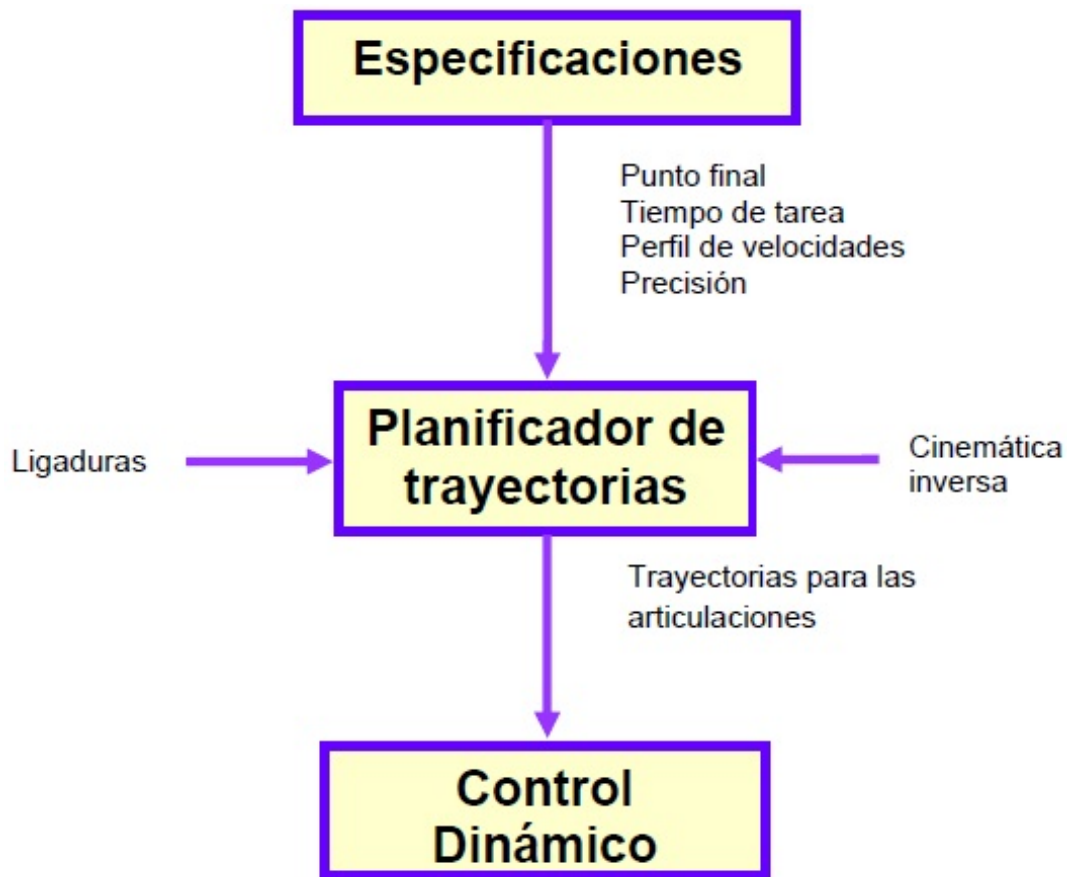 Especificaciones
Punto final
Tiempo de tarea
Perfil de velocidades
Precisión
Planificador de
trayectorias
Ligaduras
Cinemática
inversa
Trayectorias para las
articulaciones
Control
Dinámico